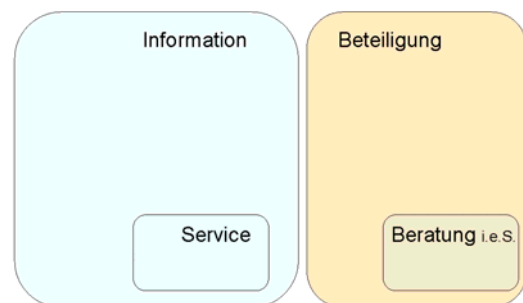 Information
Beteiligung
Service
Beratung i.e.S.